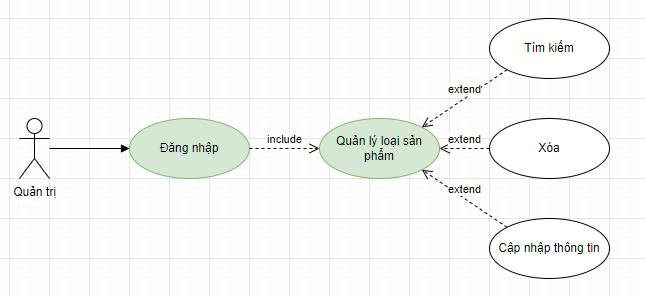 Tìm kiếm
extend
Quản trị
Đăng nhập
include
Quản lý loại sản
phẩm
extend
Xóa
extend
Cập nhập thông tin